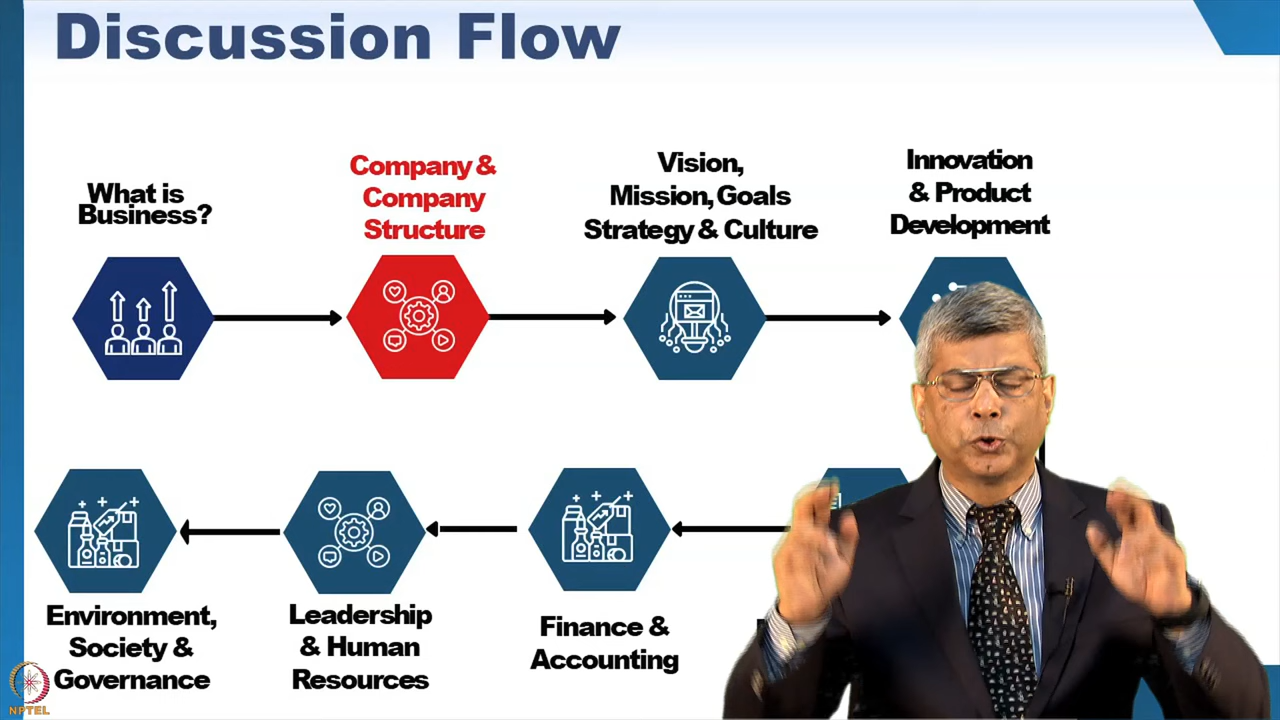 Discussion Flow
What is
Business?
Company &
Company
Structure
Vision,
Mission, Goals
Strategy & Culture
Innovation
& Product
Development
Environment,
Society &
Governance
Leadership
& Human
Resources
Finance &
Accounting
NPTEL